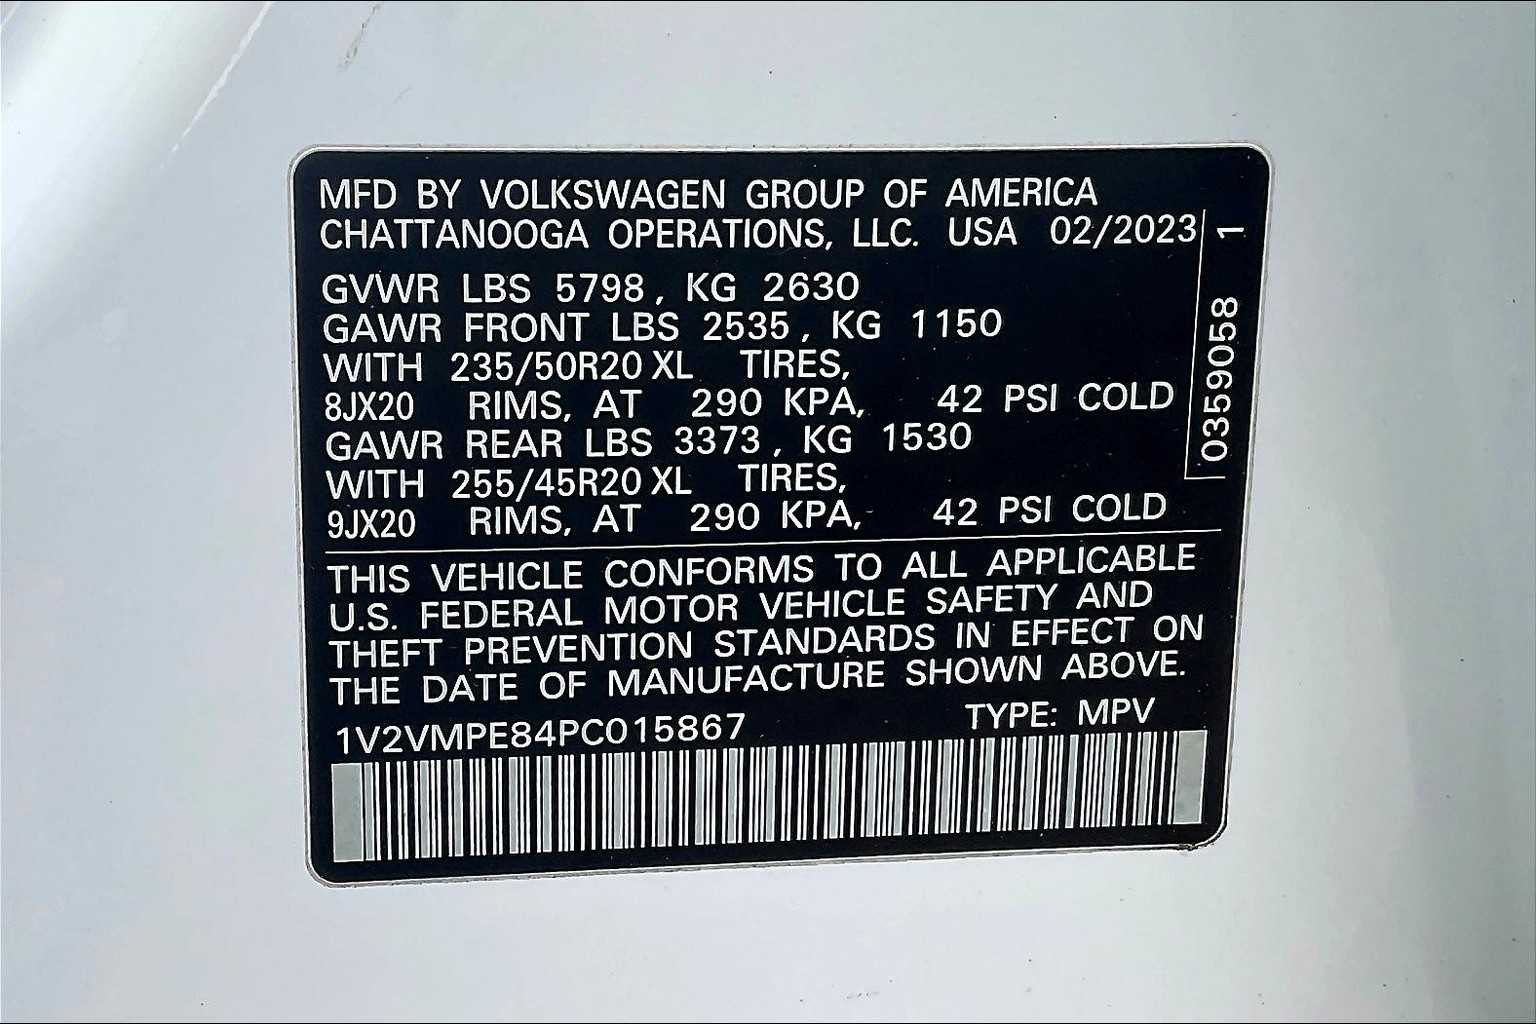 MFD BY VOLKSWAGEN GROUP OF AMERICA
CHATTANOOGA OPERATIONS, LLC. USA 02/2023
GVWR LBS 5798, KG 2630
GAWR FRONT LBS 2535, KG 1150
WITH 235/50R20 XL TIRES,
8JX20 RIMS, AT 290 KPA, 42 PSI COLD
GAWR REAR LBS 3373, KG 1530
WITH 255/45R20 XL TIRES,
9JX20 RIMS, AT 290 KPA, 42 PSI COLD
THIS VEHICLE CONFORMS TO ALL APPLICABLE
U.S. FEDERAL MOTOR VEHICLE SAFETY AND
THEFT PREVENTION STANDARDS IN EFFECT ON
THE DATE OF MANUFACTURE SHOWN ABOVE.
1V2VMPE84PC015867 TYPE: MPV
0359058 1